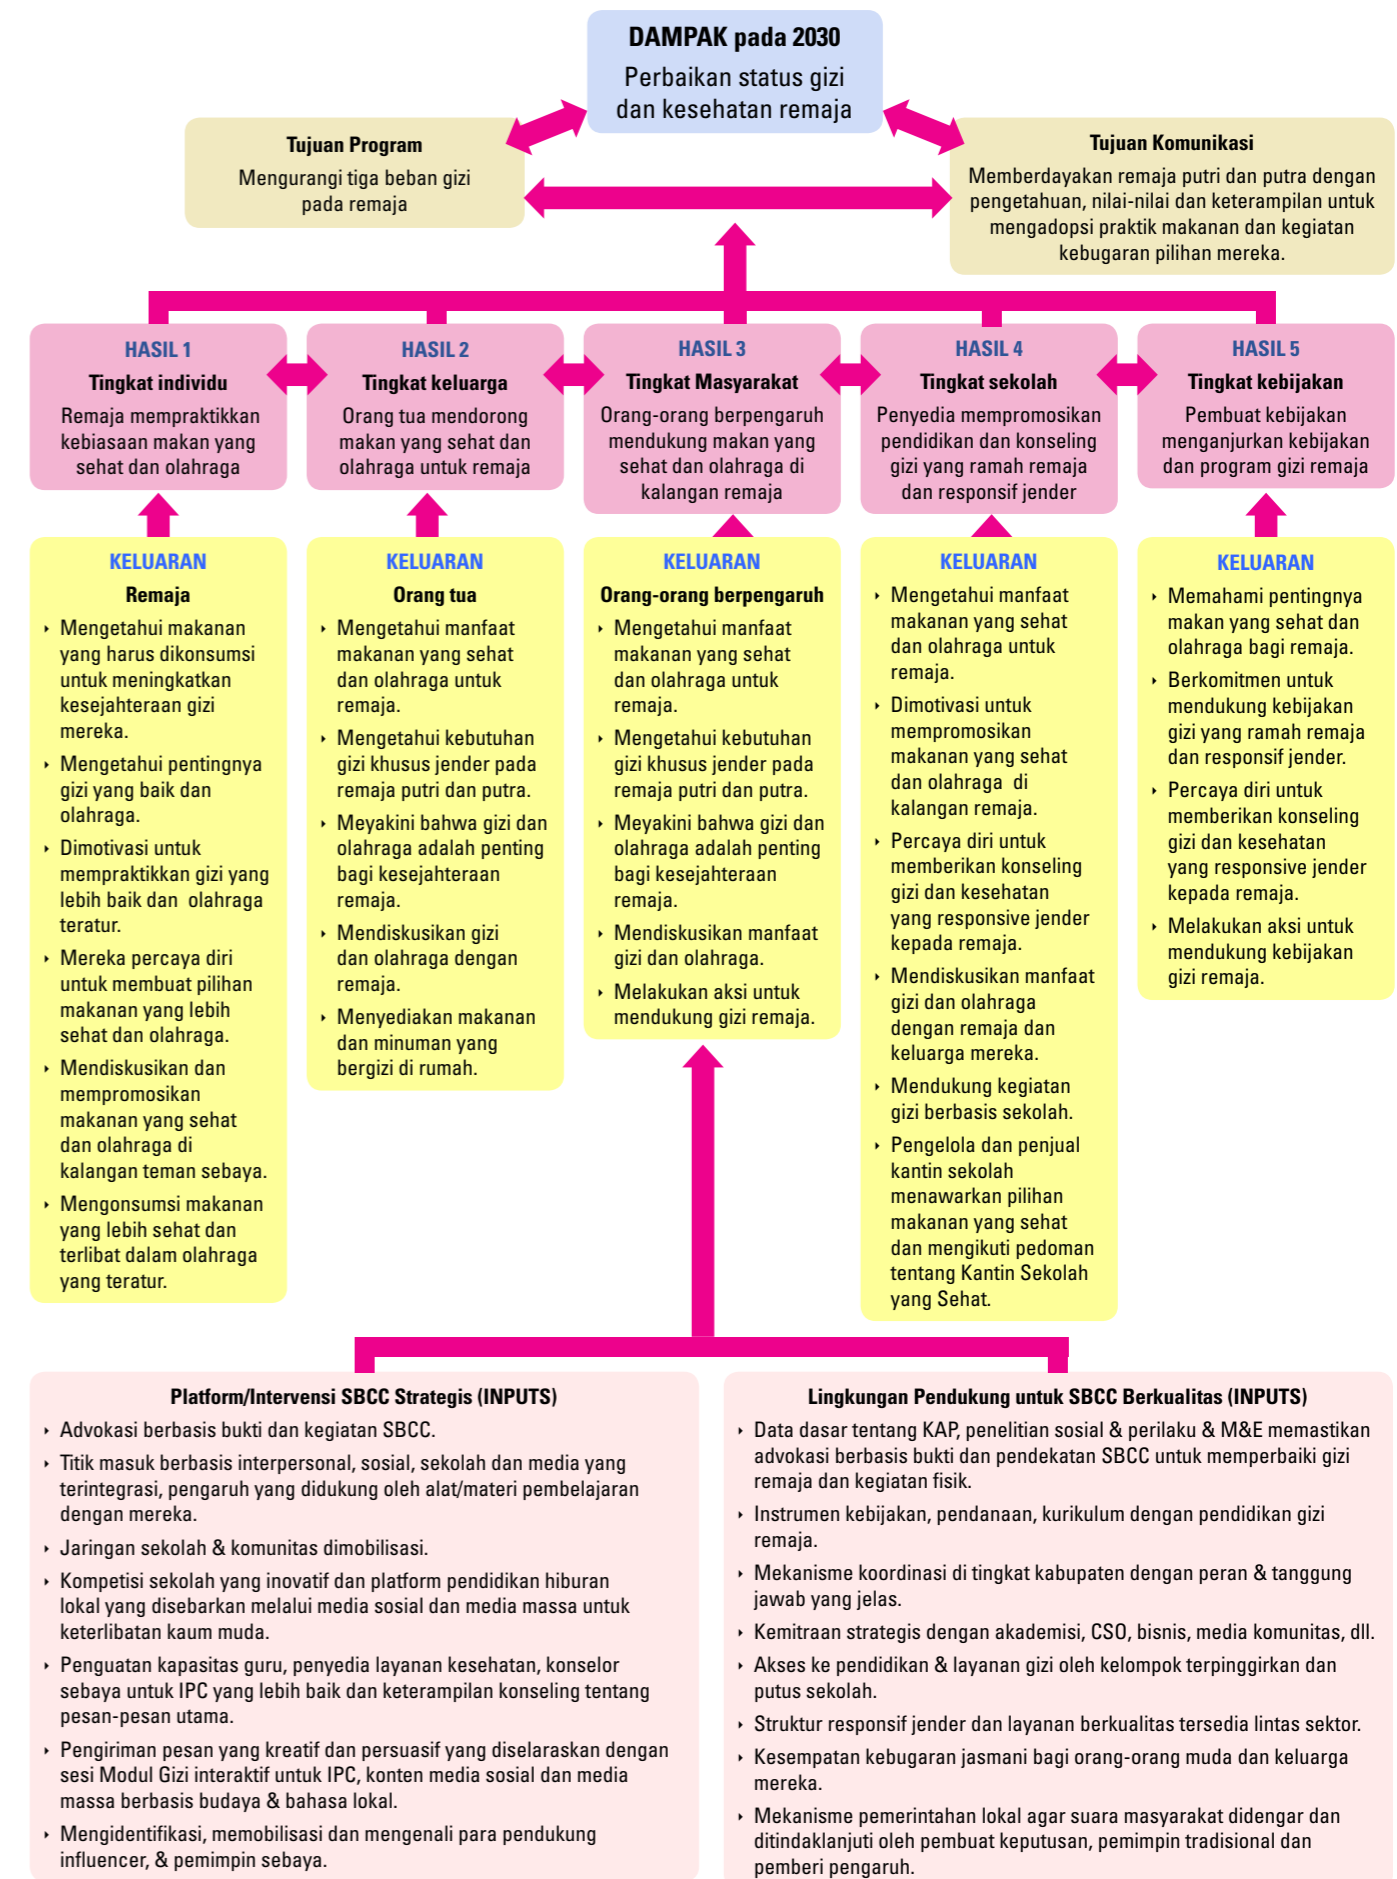 DAMPAK pada 2030
Perbaikan status gizi
dan kesehatan remaja
Tujuan Program
Mengurangi tiga beban gizi
pada remaja
Tujuan Komunikasi
Memberdayakan remaja putri dan putra dengan
pengetahuan, nilai-nilai dan keterampilan untuk
mengadopsi praktik makanan dan kegiatan
kebugaran pilihan mereka.
HASIL 1
Tingkat individu
Remaja mempraktikkan
kebiasaan makan yang
sehat dan olahraga
HASIL 2
Tingkat keluarga
Orang tua mendorong
makan yang sehat dan
olahraga untuk remaja
HASIL 3
Tingkat Masyarakat
Orang-orang berpengaruh
mendukung makan yang
sehat dan olahraga di
kalangan remaja
HASIL 4
Tingkat sekolah
Penyedia mempromosikan
pendidikan dan konseling
gizi yang ramah remaja
dan responsif jender
HASIL 5
Tingkat kebijakan
Pembuat kebijakan
menganjurkan kebijakan
dan program gizi remaja
KELUARAN
Remaja
‣ Mengetahui makanan
yang harus dikonsumsi
untuk meningkatkan
kesejahteraan gizi
mereka.
‣ Mengetahui pentingnya
gizi yang baik dan
olahraga.
‣ Dimotivasi untuk
mempraktikkan gizi yang
lebih baik dan olahraga
teratur.
‣ Mereka percaya diri
untuk membuat pilihan
makanan yang lebih
sehat dan olahraga.
‣ Mendiskusikan dan
mempromosikan
makanan yang sehat
dan olahraga di
kalangan teman sebaya.
‣ Mengonsumsi makanan
yang lebih sehat dan
terlibat dalam olahraga
yang teratur.
KELUARAN
Orang tua
‣ Mengetahui manfaat
makanan yang sehat
dan olahraga untuk
remaja.
‣ Mengetahui kebutuhan
gizi khusus jender pada
remaja putri dan putra.
‣ Meyakini bahwa gizi dan
olahraga adalah penting
bagi kesejahteraan
remaja.
‣ Mendiskusikan gizi
dan olahraga dengan
remaja.
‣ Menyediakan makanan
dan minuman yang
bergizi di rumah.
KELUARAN
Orang-orang berpengaruh
‣ Mengetahui manfaat
makanan yang sehat
dan olahraga untuk
remaja.
‣ Mengetahui kebutuhan
gizi khusus jender pada
remaja putri dan putra.
‣ Meyakini bahwa gizi dan
olahraga adalah penting
bagi kesejahteraan
remaja.
‣ Mendiskusikan manfaat
gizi dan olahraga.
‣ Melakukan aksi untuk
mendukung gizi remaja.
KELUARAN
‣ Mengetahui manfaat
makanan yang sehat
dan olahraga untuk
remaja.
‣ Dimotivasi untuk
mempromosikan
makanan yang sehat
dan olahraga di
kalangan remaja.
‣ Percaya diri untuk
memberikan konseling
gizi dan kesehatan
yang responsive jender
kepada remaja.
‣ Mendiskusikan manfaat
gizi dan olahraga
dengan remaja dan
keluarga mereka.
‣ Mendukung kegiatan
gizi berbasis sekolah.
‣ Pengelola dan penjual
kantin sekolah
menawarkan pilihan
makanan yang sehat
dan mengikuti pedoman
tentang Kantin Sekolah
yang Sehat.
KELUARAN
‣ Memahami pentingnya
makan yang sehat dan
olahraga bagi remaja.
‣ Berkomitmen untuk
mendukung kebijakan
gizi yang ramah remaja
dan responsif jender.
‣ Percaya diri untuk
memberikan konseling
gizi dan kesehatan
yang responsive jender
kepada remaja.
‣ Melakukan aksi untuk
mendukung kebijakan
gizi remaja.
Platform/Intervensi SBCC Strategis (INPUTS)
‣ Advokasi berbasis bukti dan kegiatan SBCC.
‣ Titik masuk berbasis interpersonal, sosial, sekolah dan media yang
terintegrasi, pengaruh yang didukung oleh alat/materi pembelajaran
dengan mereka.
‣ Jaringan sekolah & komunitas dimobilisasi.
‣ Kompetisi sekolah yang inovatif dan platform pendidikan hiburan
lokal yang disebarkan melalui media sosial dan media massa untuk
keterlibatan kaum muda.
‣ Penguatan kapasitas guru, penyedia layanan kesehatan, konselor
sebaya untuk IPC yang lebih baik dan keterampilan konseling tentang
pesan-pesan utama.
‣ Pengiriman pesan yang kreatif dan persuasif yang diselaraskan dengan
sesi Modul Gizi interaktif untuk IPC, konten media sosial dan media
massa berbasis budaya & bahasa lokal.
‣ Mengidentifikasi, memobilisasi dan mengenali para pendukung
influencer, & pemimpin sebaya.
Lingkungan Pendukung untuk SBCC Berkualitas (INPUTS)
‣ Data dasar tentang KAP, penelitian sosial & perilaku & M&E memastikan
advokasi berbasis bukti dan pendekatan SBCC untuk memperbaiki gizi
remaja dan kegiatan fisik.
‣ Instrumen kebijakan, pendanaan, kurikulum dengan pendidikan gizi
remaja.
‣ Mekanisme koordinasi di tingkat kabupaten dengan peran & tanggung
jawab yang jelas.
‣ Kemitraan strategis dengan akademisi, CSO, bisnis, media komunitas, dll.
‣ Akses ke pendidikan & layanan gizi oleh kelompok terpinggirkan dan
putus sekolah.
‣ Struktur responsif jender dan layanan berkualitas tersedia lintas sektor.
‣ Kesempatan kebugaran jasmani bagi orang-orang muda dan keluarga
mereka.
‣ Mekanisme pemerintahan lokal agar suara masyarakat didengar dan
ditindaklanjuti oleh pembuat keputusan, pemimpin tradisional dan
pemberi pengaruh.